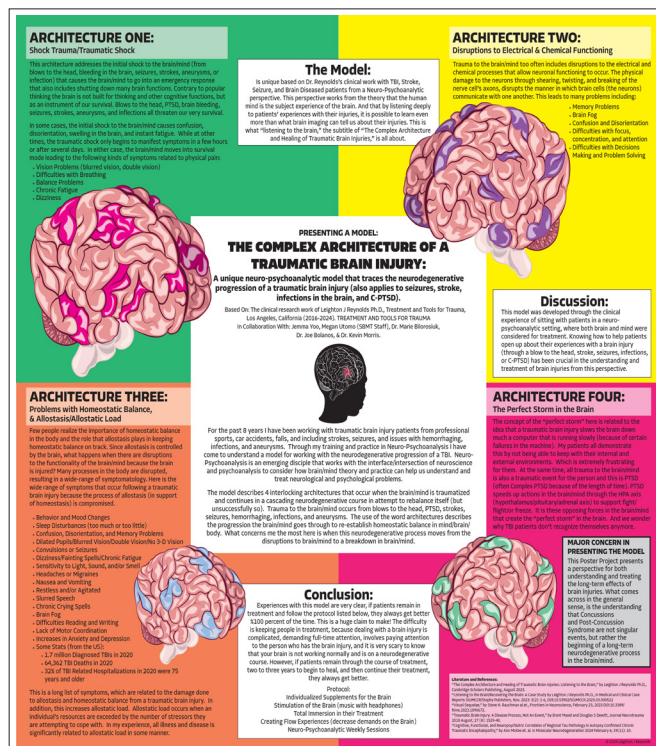 ARCHITECTURE ONE:
Shock Trauma/Traumatic Shock
This architecture addresses the initial shock to the brain/mind (from
blows to the head, bleeding in the brain, seizures, strokes, aneurysms, or
infection) that causes the brain/mind to go into an emergency response
that also includes shutting down many brain functions. Contrary to popular
thinking the brain is not built for thinking and other cognitive functions, but
as an instrument of our survival. Blows to the head, PTSD, brain bleeding,
seizures, strokes, aneurysms, and infections all threaten our very survival.
In some cases, the initial shock to the brain/mind causes confusion,
disorientation, swelling in the brain, and instant fatigue. While at other
times, the traumatic shock only begins to manifest symptoms in a few hours
or after several days. In either case, the brain/mind moves into survival
mode leading to the following kinds of symptoms related to physical pain:
• Vision Problems (blurred vision, double vision)
• Difficulties with Breathing
• Balance Problems
• Chronic Fatigue
• Dizziness
The Model:
Is unique based on Dr. Reynolds's clinical work with TBI, Stroke,
Seizure, and Brain Diseased patients from a Neuro-Psychoanalytic
perspective. This perspective works from the theory that the human
mind is the subject experience of the brain. And that by listening deeply
to patients' experiences with their injuries, it is possible to learn even
more than what brain imaging can tell us about their injuries. This is
what "listening to the brain," the subtitle of "The Complex Architecture
and Healing of Traumatic Brain Injuries," is all about.
ARCHITECTURE TWO:
Disruptions to Electrical & Chemical Functioning
Trauma to the brain/mind too often includes disruptions to the electrical and
chemical processes that allow neuronal functioning to occur. The physical
damage to the neurons through shearing, twisting, and breaking of the
nerve cell's axons, disrupts the manner in which brain cells (the neurons)
communicate with one another. This leads to many problems including:
• Memory Problems
• Brain Fog
• Confusion and Disorientation
• Difficulties with focus,
concentration, and attention
• Difficulties with Decisions
Making and Problem Solving
PRESENTING A MODEL:
THE COMPLEX ARCHITECTURE OF A
TRAUMATIC BRAIN INJURY:
A unique neuro-psychoanalytic model that traces the neurodegenerative
progression of a traumatic brain injury (also applies to seizures, stroke,
infections in the brain, and C-PTSD).
Based On: The clinical research work of Leighton J Reynolds Ph.D., Treatment and Tools for Trauma,
Los Angeles, California (2016-2024). TREATMENT AND TOOLS FOR TRAUMA
In Collaboration With: Jemma Yoo, Megan Utomo (SBMT Staff), Dr. Marie Bilorosiuk,
Dr. Joe Bolanos, & Dr. Kevin Morris.
For the past 8 years I have been working with traumatic brain injury patients from professional
sports, car accidents, falls, and including strokes, seizures, and issues with hemorrhaging,
infections, and aneurysms. Through my training and practice in Neuro-Psychoanalysis I have
come to understand a model for working with the neurodegenerative progression of a TBI. Neuro-
Psychoanalysis is an emerging disciple that works with the interface/intersection of neuroscience
and psychoanalysis to consider how brain/mind theory and practice can help us understand and
treat neurological and psychological problems.
The model describes 4 interlocking architectures that occur when the brain/mind is traumatized
and continues in a cascading neurodegenerative course in attempt to rebalance itself (but
unsuccessfully so). Trauma to the brain/mind occurs from blows to the head, PTSD, strokes,
seizures, hemorrhaging, infections, and aneurysms. The use of the word architectures describes
the progression the brain/mind goes through to re-establish homeostatic balance in mind/brain/
body. What concerns me the most here is when this neurodegenerative process moves from the
disruptions to brain/mind to a breakdown in brain/mind.
Discussion:
This model was developed through the clinical
experience of sitting with patients in a neuro-
psychoanalytic setting, where both brain and mind were
considered for treatment. Knowing how to help patients
open up about their experiences with a brain injury
(through a blow to the head, stroke, seizures, infections,
or C-PTSD) has been crucial in the understanding and
treatment of brain injuries from this perspective.
ARCHITECTURE THREE:
Problems with Homeostatic Balance,
& Allostasis/Allostatic Load
Few people realize the importance of homeostatic balance
in the body and the role that allostasis plays in keeping
homeostatic balance on track. Since allostasis is controlled
by the brain, what happens when there are disruptions
to the functionality of the brain/mind because the brain
is injured? Many processes in the body are disrupted,
resulting in a wide-range of symptomatology. Here is the
wide range of symptoms that occur following a traumatic
brain injury because the process of allostasis (in support
of homeostasis) is compromised.
• Behavior and Mood Changes
• Sleep Disturbances (too much or too little)
• Confusion, Disorientation, and Memory Problems
• Dilated Pupils/Blurred Vision/Double Vision/No 3-D Vision
• Convulsions or Seizures
• Dizziness/Fainting Spells/Chronic Fatigue
• Sensitivity to Light, Sound, and/or Smell
• Headaches or Migraines
• Nausea and Vomiting
• Restless and/or Agitated
• Slurred Speech
• Chronic Crying Spells
• Brain Fog
• Difficulties Reading and Writing
• Lack of Motor Coordination
• Increases in Anxiety and Depression
• Some Stats (from the US):
• 1.7 million Diagnosed TBIs in 2020
• 64,362 TBI Deaths in 2020
• 32% of TBI Related Hospitalizations in 2020 were 75
years and older
This is a long list of symptoms, which are related to the damage done
to allostasis and homeostatic balance from a traumatic brain injury. In
addition, this increases allostatic load. Allostatic load occurs when an
individual's resources are exceeded by the number of stressors they
are attempting to cope with. In my experience, all illness and disease is
significantly related to allostatic load in some manner.
Conclusion:
Experiences with this model are very clear, if patients remain in
treatment and follow the protocol listed below, they always get better
$100 percent of the time. This is a huge claim to make! The difficulty
is keeping people in treatment, because dealing with a brain injury is
complicated, demanding full-time attention, involves paying attention
to the person who has the brain injury, and it is very scary to know
that your brain is not working normally and is on a neurodegenerative
course. However, if patients remain through the course of treatment,
two to three years to begin to heal, and then continue their treatment,
they always get better.
Protocol:
Individualized Supplements for the Brain
Stimulation of the Brain (music with headphones)
Total Immersion in their Treatment
Creating Flow Experiences (decrease demands on the Brain)
Neuro-Psychoanalytic Listening Sessions
ARCHITECTURE FOUR:
The Perfect Storm in the Brain
The concept of the "perfect storm" here is related to the
idea that a traumatic brain injury slows the brain down
much a computer that is running slowly (because of certain
failures in the machine). My patients all demonstrate
this by not being able to keep with their internal and
external environments. Which is extremely frustrating
for them. At the same time, all trauma to the brain/mind
is also a traumatic event for the person and this is PTSD
(often Complex PTSD because of the length of time). PTSD
speeds up actions in the brain/mind through the HPA axis
(hypothalamus/pituitary/adrenal axis) to support fight/
flight/or freeze. It is these opposing forces in the brain/mind
that create the "perfect storm" in the brain. And we wonder
why TBI patients don't recognize themselves anymore.
MAJOR CONCERN IN
PRESENTING THE MODEL
This Poster Project presents
a perspective for both
understanding and treating
the long-term effects of
brain injuries. What comes
across in the general
sense, is the understanding
that Concussions
and Post-Concussion
Syndrome are not singular
events, but rather the
beginning of a long-term
neurodegenerative process
in the brain/mind.
Literature and References:
"The Complex Architecture and Healing of Traumatic Brain Injuries: Listening to the Brain," by Leighton J Reynolds Ph.D.,
Cambridge Scholars Publishing, August 2023.